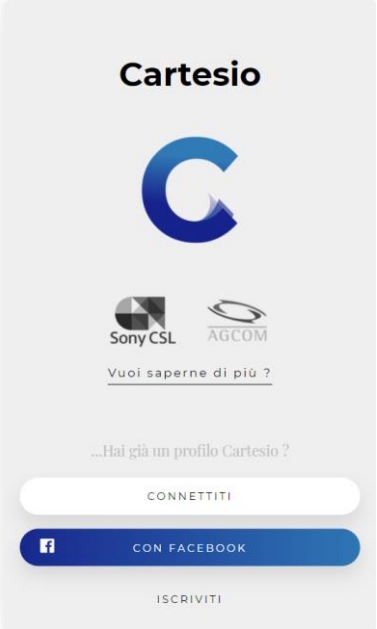 Cartesio
Sony CSL
AGCOM
Vuoi saperne di più ?
...Hai già un profilo Cartesio ?
CONNETTITI
CON FACEBOOK
ISCRIVITI